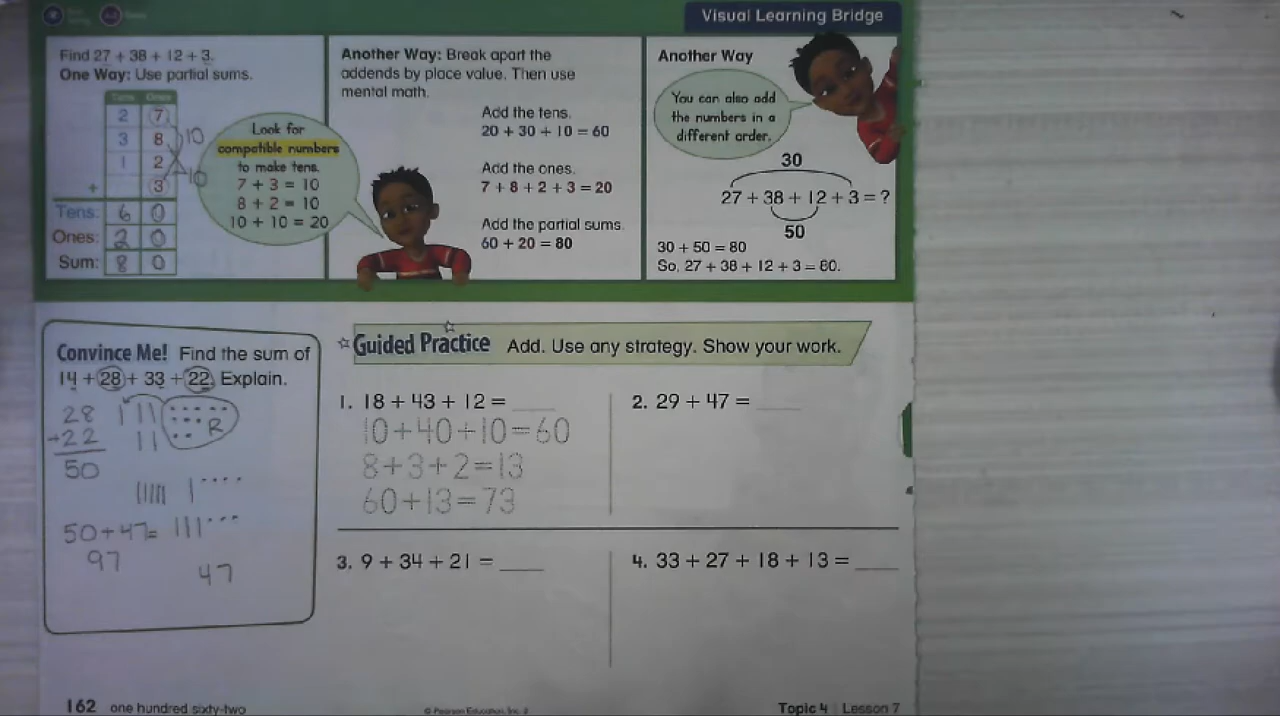 Visual Learning Bridge
Find 27 + 38 + 12 + 3.
One Way: Use partial sums.
Tens Ones
2 7
3 8 10
1 2
+ 3 10
Tens: 6 0
Ones: 2 0
Sum: 8 0
Look for
compatible numbers
to make tens.
7 + 3 = 10
8 + 2 = 10
10 + 10 = 20
Another Way: Break apart the
addends by place value. Then use
mental math.
Add the tens.
20 + 30 + 10 = 60
Add the ones.
7 + 8 + 2 + 3 = 20
Add the partial sums.
60 + 20 = 80
Another Way
You can also add
the numbers in a
different order.
30
27 + 38 + 12 + 3 = ?
50
30 + 50 = 80
So, 27 + 38 + 12 + 3 = 80.
Convince Me! Find the sum of
14 + 28 + 33 + 22. Explain.
28
+22
50
R
50+47=
97
47
Guided Practice Add. Use any strategy. Show your work.
1. 18 + 43 + 12 = ___
10+40+10=60
8+3+2=13
60+13=73
2. 29 + 47 = ___
3. 9 + 34 + 21 = ___
4. 33 + 27 + 18 + 13 = ___
162 one hundred sixty-two
© Pearson Education, Inc. 2
Topic 4 Lesson 7